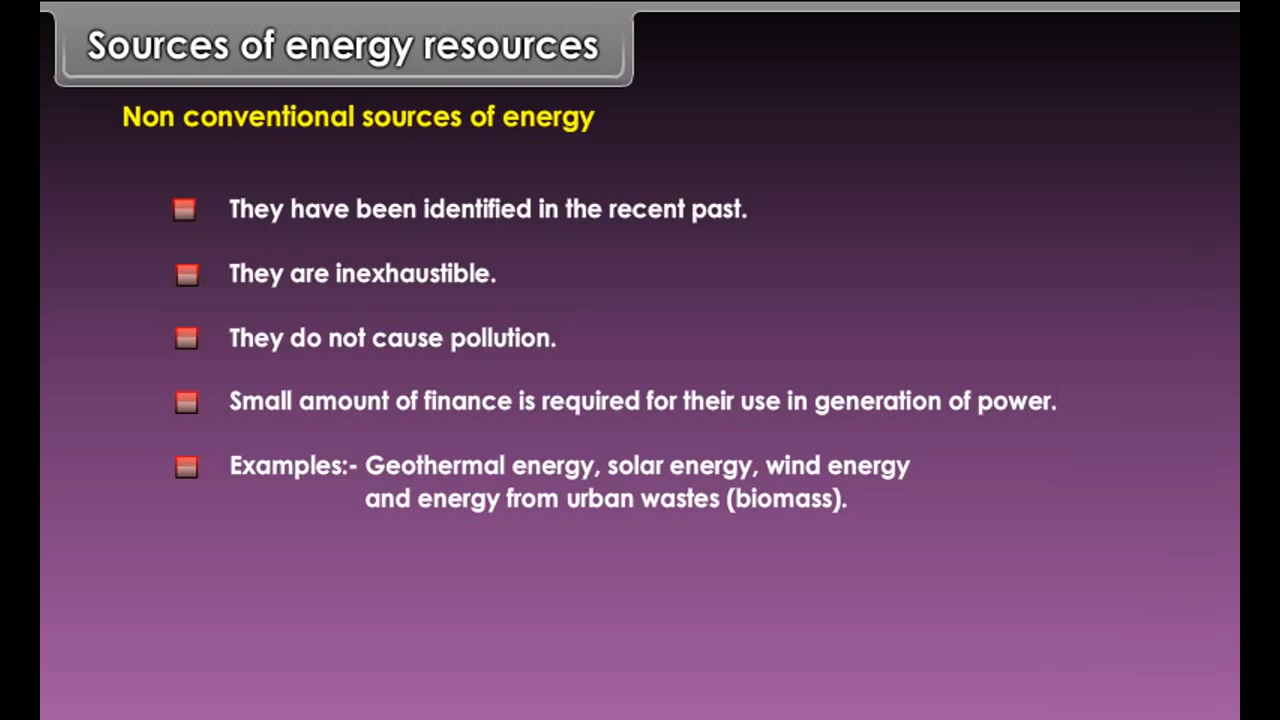 Sources of energy resources
Non conventional sources of energy
They have been identified in the recent past.
They are inexhaustible.
They do not cause pollution.
Small amount of finance is required for their use in generation of power.
Examples:- Geothermal energy, solar energy, wind energy
and energy from urban wastes (biomass).